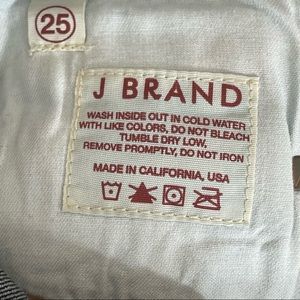 25
J BRAND
WASH INSIDE OUT IN COLD WATER
WITH LIKE COLORS, DO NOT BLEACH
TUMBLE DRY LOW,
REMOVE PROMPTLY, DO NOT IRON
MADE IN CALIFORNIA, USA